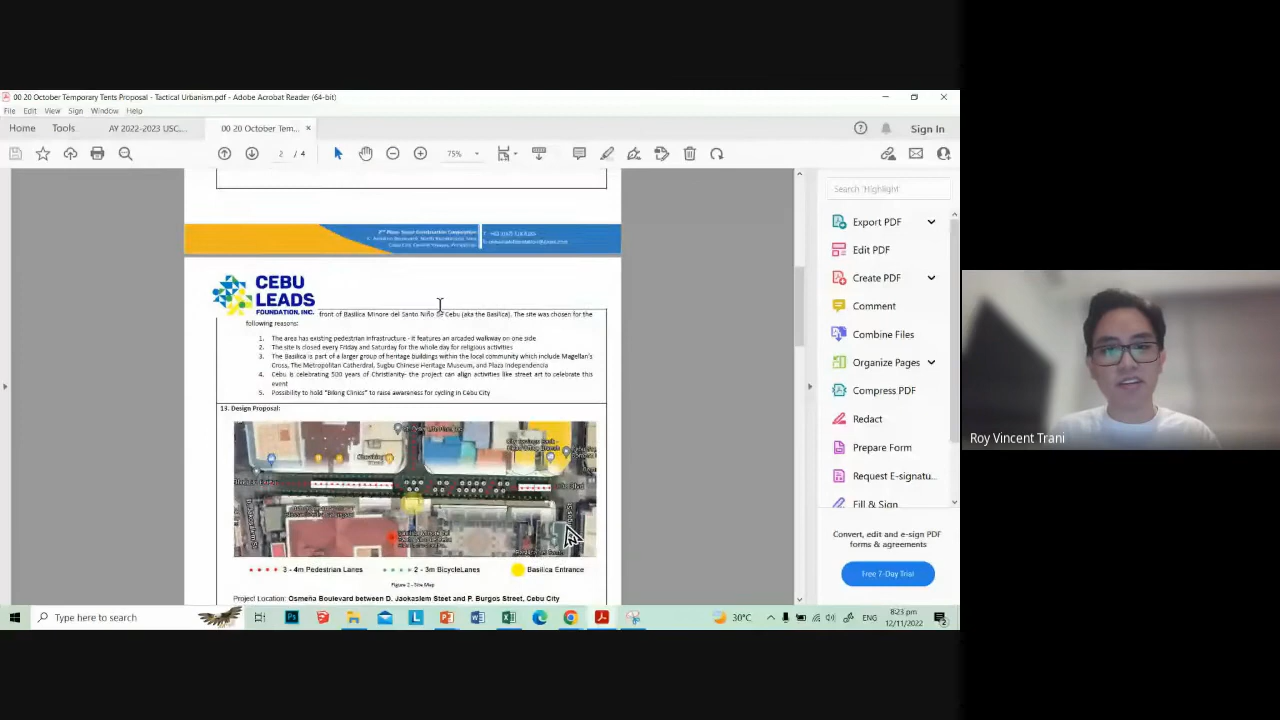 00 20 October Temporary Tents Proposal - Tactical Urbanism.pdf - Adobe Acrobat Reader (64-bit)
File Edit View Sign Window Help
Home Tools AY 2022-2023 USC... 00 20 October Tem... × Sign In
2 / 4 75%
Search 'Highlight
Export PDF
Edit PDF
Create PDF
Comment
Combine Files
Organize Pages
Compress PDF
Redact
Prepare Form
Request E-signatu...
Fill & Sign
Convert, edit and e-sign PDF
forms & agreements
Free 7-Day Trial
CEBU
LEADS
FOUNDATION, INC.
front of Basilica Minore del Santo Niño de Cebu (aka the Basilica). The site was chosen for the
following reasons:
1. The area has existing pedestrian infrastructure - it features an arcaded walkway on one side
2. The site is closed every Friday and Saturday for the whole day for religious activities
3. The Basilica is part of a larger group of heritage buildings within the local community which include Magellan's
Cross, The Metropolitan Cathedral, Sugbu Chinese Heritage Museum, and Plaza Independencia
4. Cebu is celebrating 500 years of Christianity- the project can align activities like street art to celebrate this
event
5. Possibility to hold "Biking Clinics" to raise awareness for cycling in Cebu City
13. Design Proposal:
3 - 4m Pedestrian Lanes 2 - 3m BicycleLanes Basilica Entrance
Figure 2 - Site Map
Project Location: Osmeña Boulevard between D. Jaokaslem Steet and P. Burgos Street, Cebu City
Roy Vincent Trani
Type here to search
30°C ENG 8:23 pm
12/11/2022